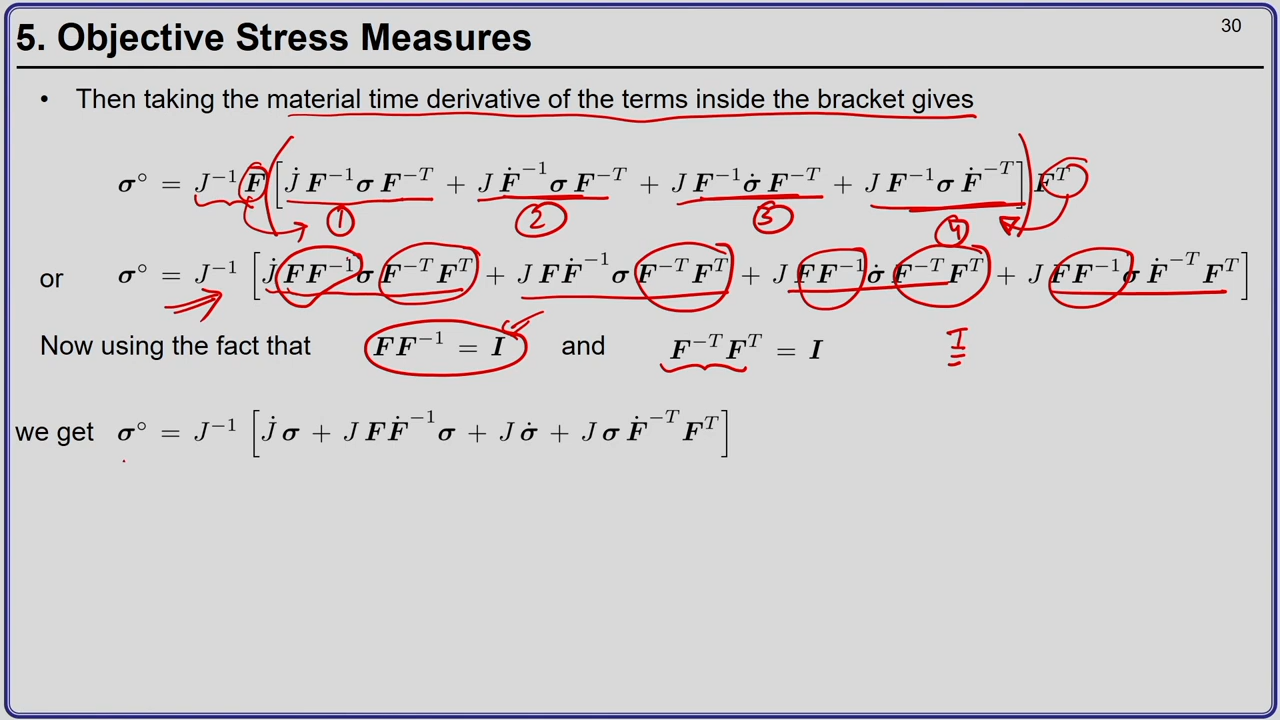 5. Objective Stress Measures
30
• Then taking the material time derivative of the terms inside the bracket gives
σ° = J⁻¹ F [ J̇ F⁻¹ σ F⁻ᵀ + J Ḟ⁻¹ σ F⁻ᵀ + J F⁻¹ σ̇ F⁻ᵀ + J F⁻¹ σ Ḟ⁻ᵀ ] Fᵀ
1 2 3 4
or σ° = J⁻¹ [ J̇ F F⁻¹ σ F⁻ᵀ Fᵀ + J F Ḟ⁻¹ σ F⁻ᵀ Fᵀ + J F F⁻¹ σ̇ F⁻ᵀ Fᵀ + J F F⁻¹ σ Ḟ⁻ᵀ Fᵀ ]
Now using the fact that F F⁻¹ = I and F⁻ᵀ Fᵀ = I I
we get σ° = J⁻¹ [ J̇ σ + J F Ḟ⁻¹ σ + J σ̇ + J σ Ḟ⁻ᵀ Fᵀ ]